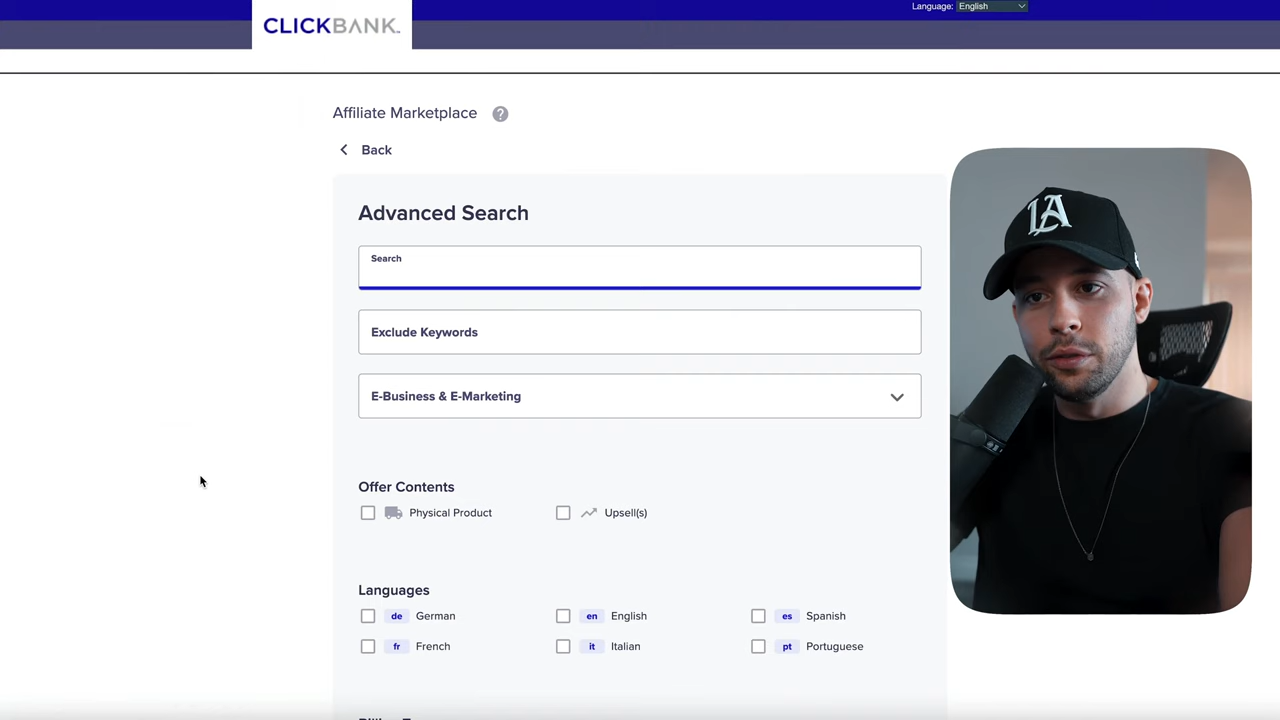 Language: English
CLICKBANK
Affiliate Marketplace ?
Back
Advanced Search
Search
Exclude Keywords
E-Business & E-Marketing
Offer Contents
Physical Product Upsell(s)
Languages
de German en English es Spanish
fr French it Italian pt Portuguese
LA